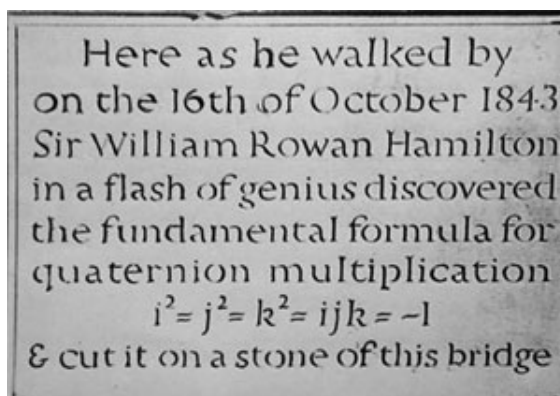 Here as he walked by
on the 16th of October 1843
Sir William Rowan Hamilton
in a flash of genius discovered
the fundamental formula for
quaternion multiplication
i² = j² = k² = ijk = −1
& cut it on a stone of this bridge